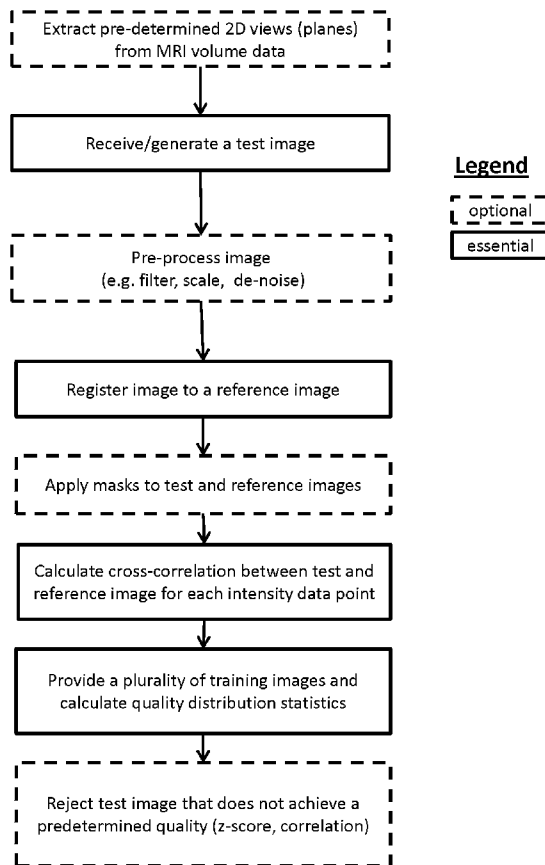 Extract pre-determined 2D views (planes)
from MRI volume data
Receive/generate a test image
Legend
optional
essential
Pre-process image
(e.g. filter, scale, de-noise)
Register image to a reference image
Apply masks to test and reference images
Calculate cross-correlation between test and
reference image for each intensity data point
Provide a plurality of training images and
calculate quality distribution statistics
Reject test image that does not achieve a
predetermined quality (z-score, correlation)